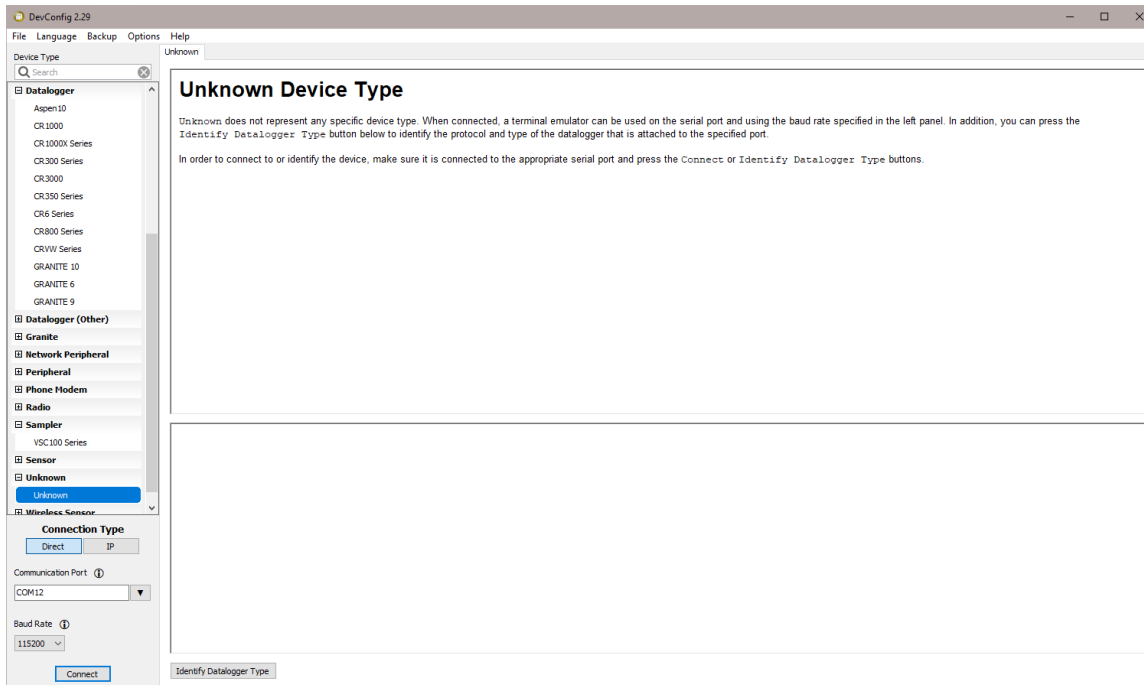 DevConfig 2.29
File Language Backup Options Help
Device Type
Search
Datalogger
Aspen10
CR1000
CR1000X Series
CR300 Series
CR3000
CR350 Series
CR6 Series
CR800 Series
CRVW Series
GRANITE 10
GRANITE 6
GRANITE 9
Datalogger (Other)
Granite
Network Peripheral
Peripheral
Phone Modem
Radio
Sampler
VSC100 Series
Sensor
Unknown
Unknown
Wireless Sensor
Connection Type
Direct IP
Communication Port
COM12
Baud Rate
115200
Connect
Unknown
Unknown Device Type
Unknown does not represent any specific device type. When connected, a terminal emulator can be used on the serial port and using the baud rate specified in the left panel. In addition, you can press the
Identify Datalogger Type button below to identify the protocol and type of the datalogger that is attached to the specified port.
In order to connect to or identify the device, make sure it is connected to the appropriate serial port and press the Connect or Identify Datalogger Type buttons.
Identify Datalogger Type